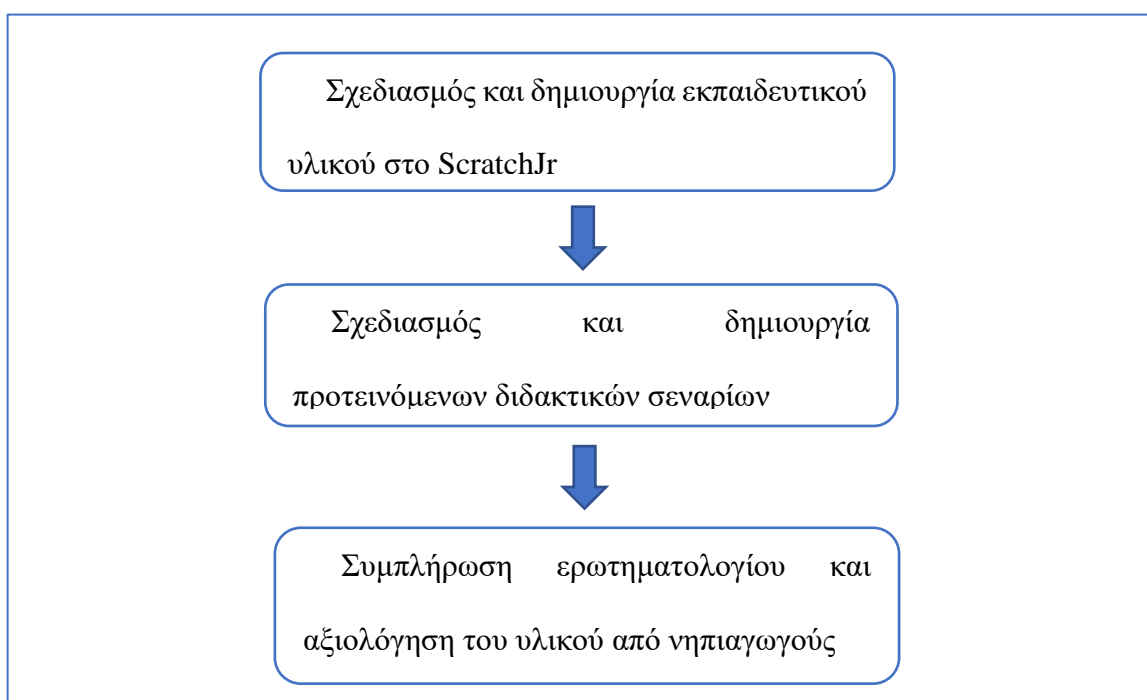 Σχεδιασμός και δημιουργία εκπαιδευτικού
υλικού στο ScratchJr
Σχεδιασμός και δημιουργία
προτεινόμενων διδακτικών σεναρίων
Συμπλήρωση ερωτηματολογίου και
αξιολόγηση του υλικού από νηπιαγωγούς